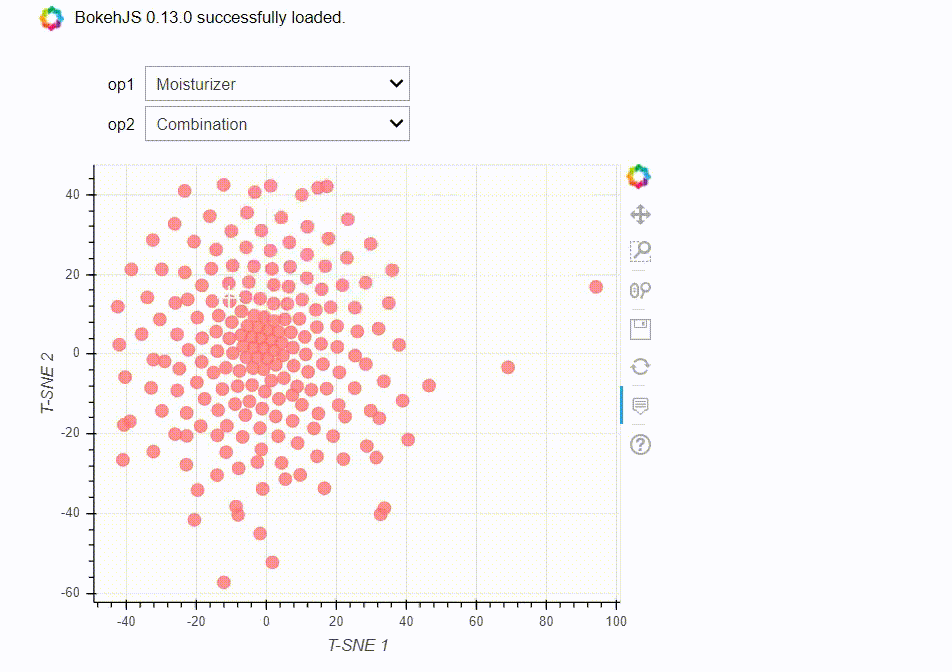 BokehJS 0.13.0 successfully loaded.
op1 Moisturizer
op2 Combination
40
20
0
-20
-40
-60
T-SNE 2
-40 -20 0 20 40 60 80 100
T-SNE 1